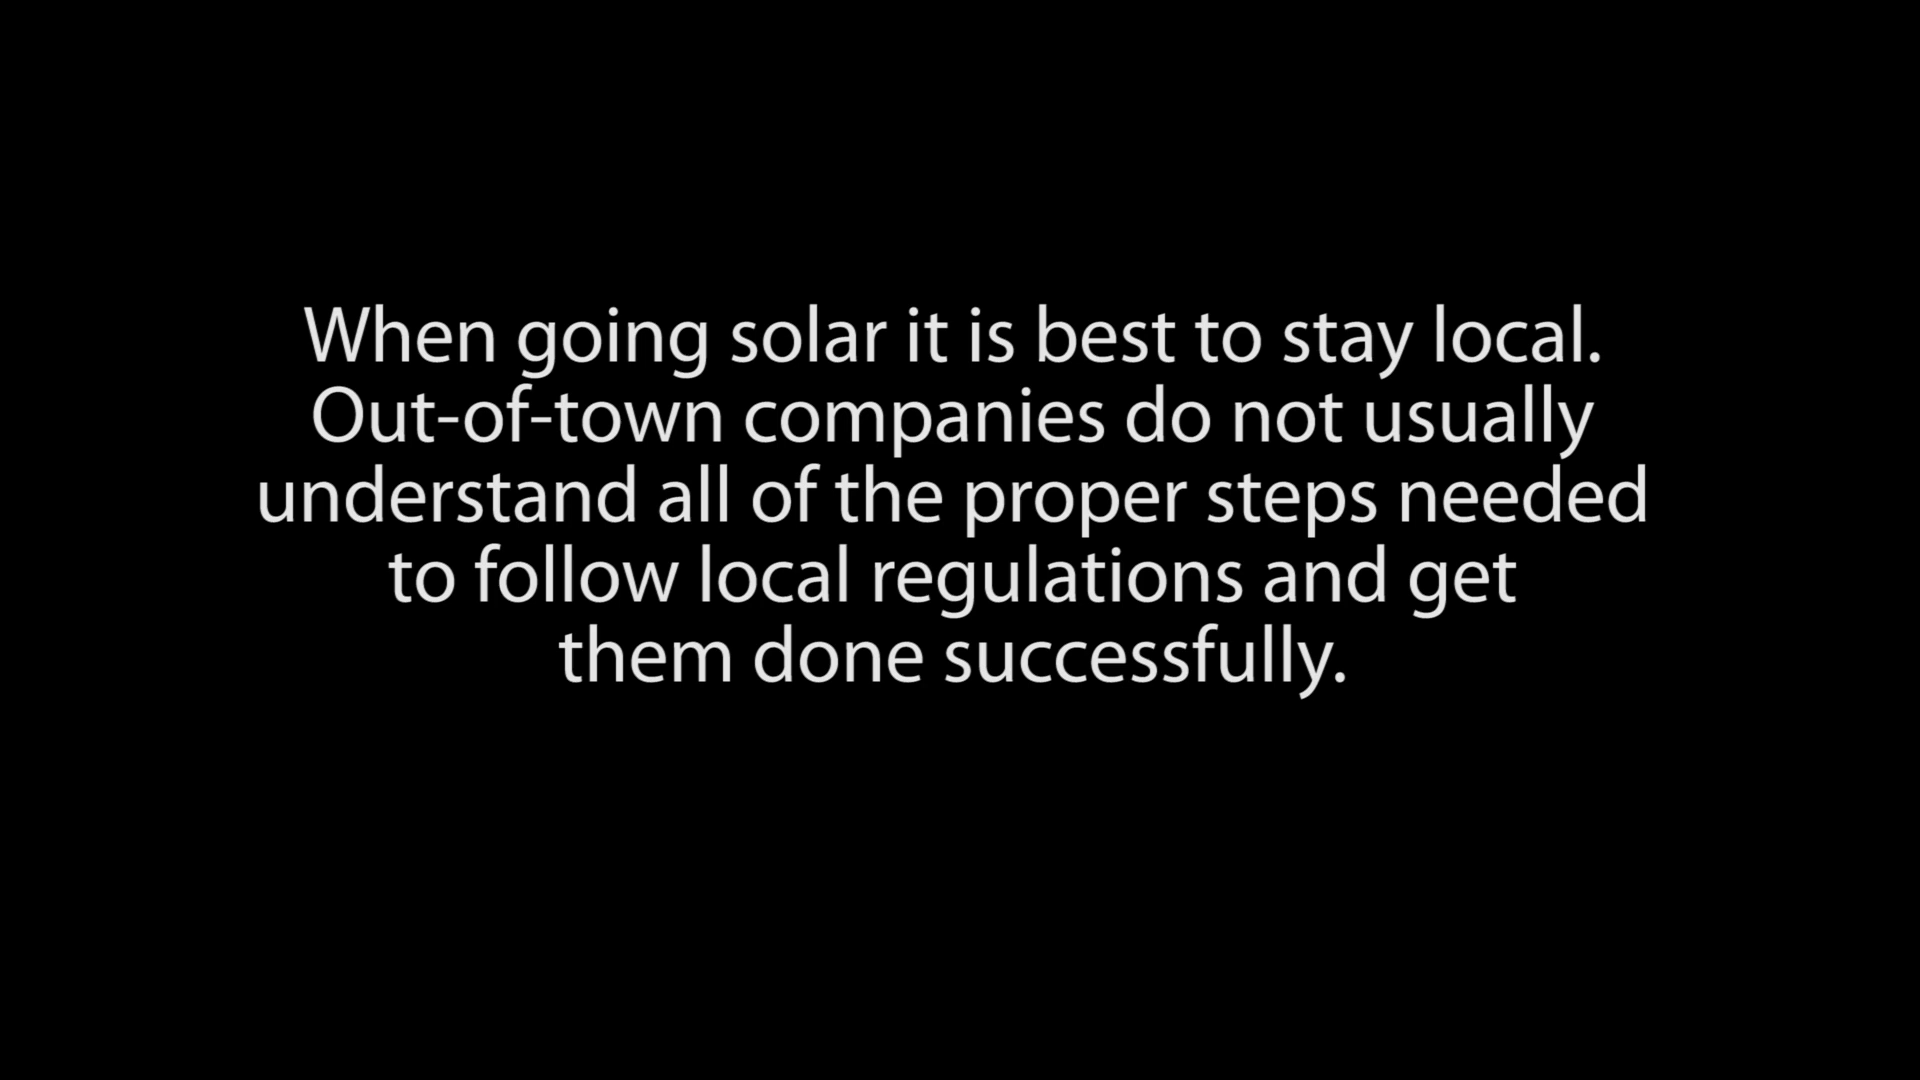 When going solar it is best to stay local.
Out-of-town companies do not usually
understand all of the proper steps needed
to follow local regulations and get
them done successfully.